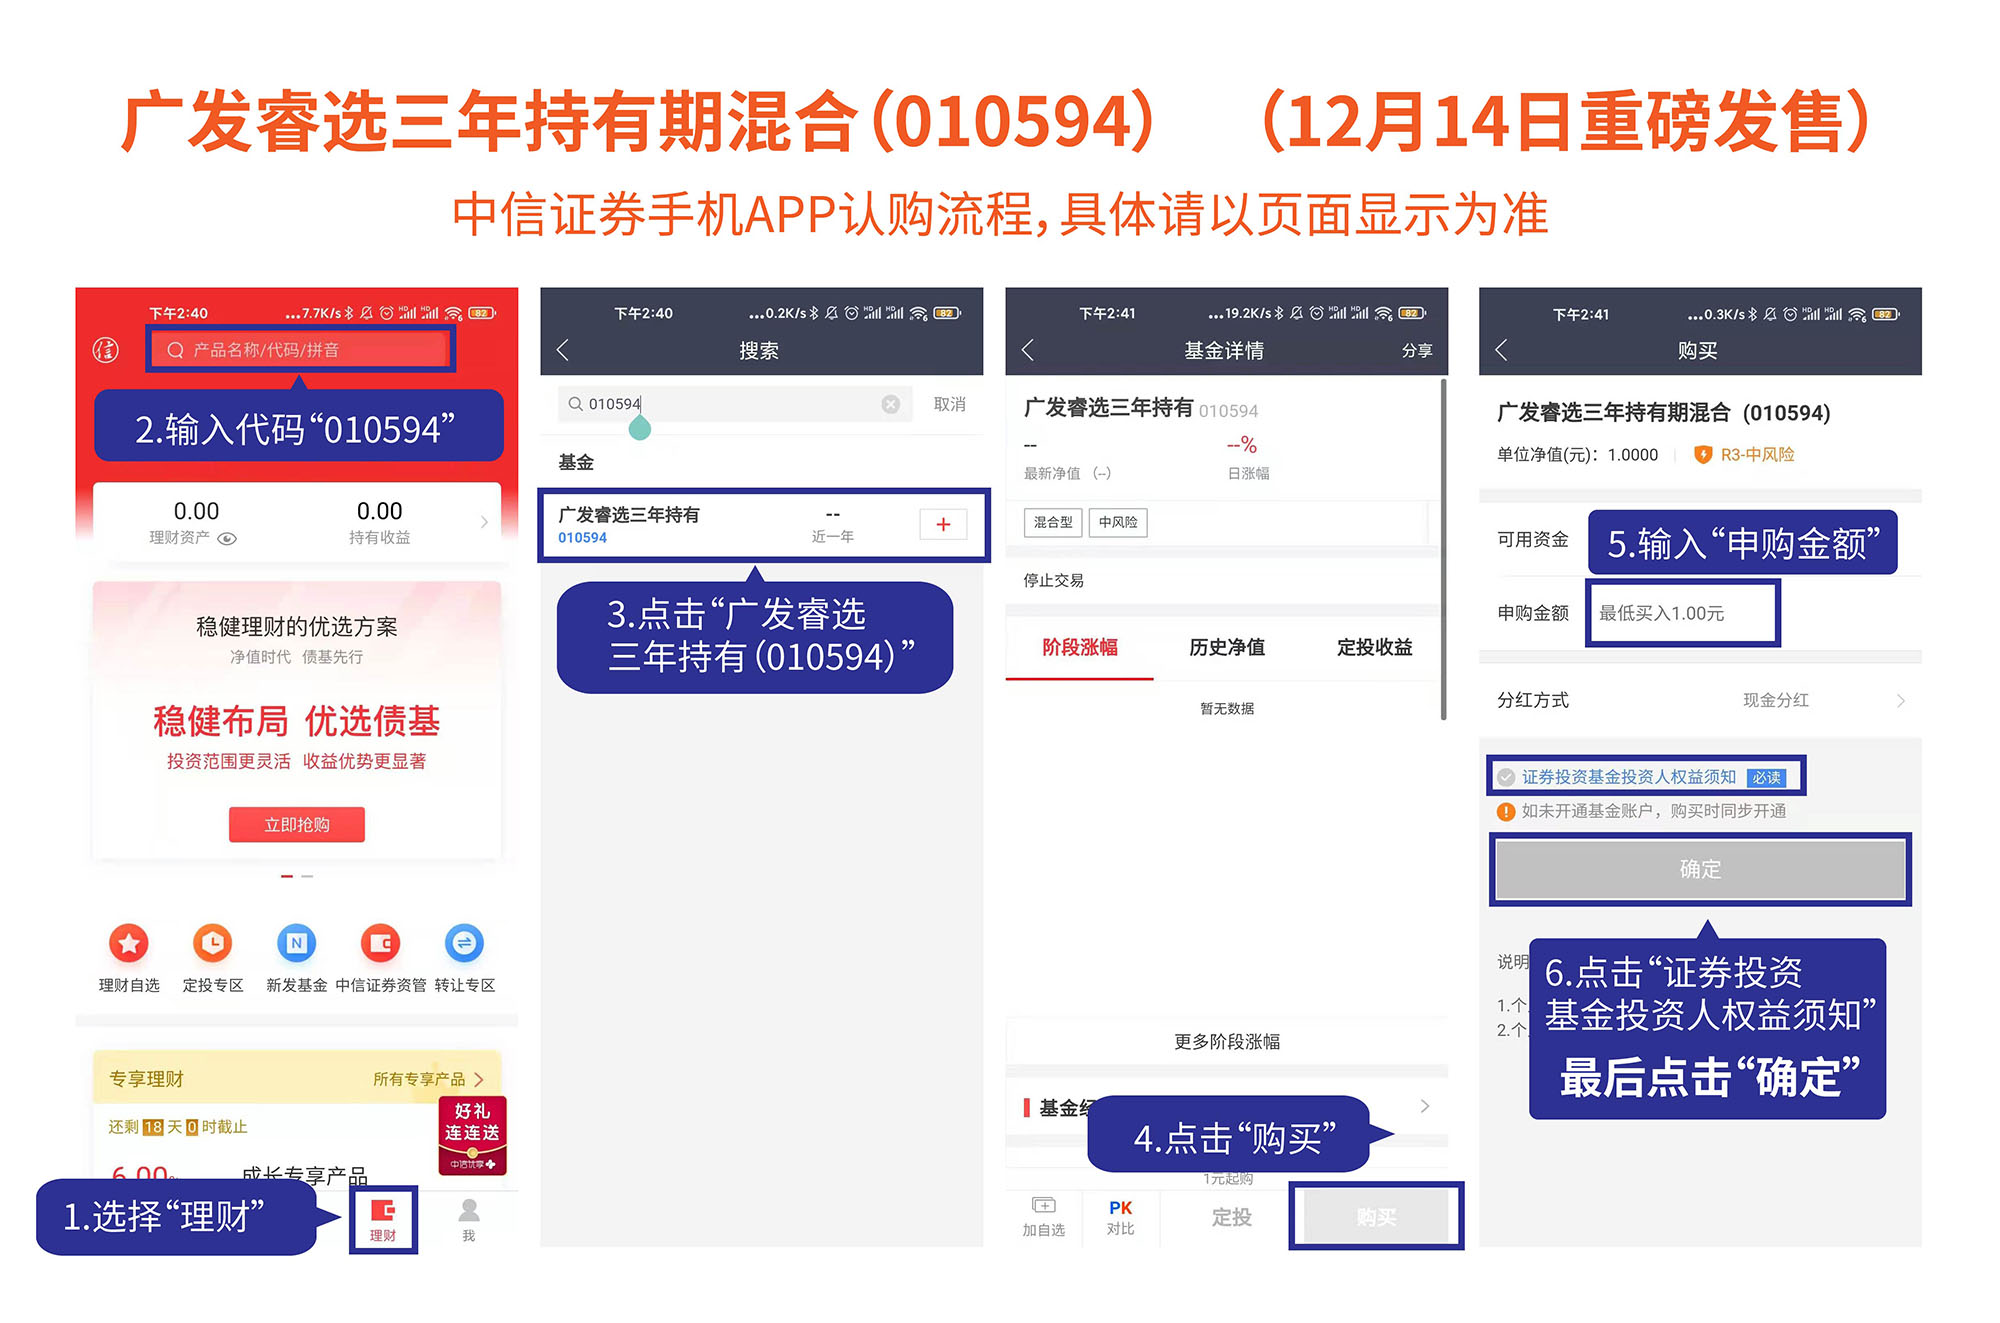 广发睿选三年持有期混合(010594) (12月14日重磅发售)
中信证券手机APP认购流程,具体请以页面显示为准
下午2:40 ...7.7K/s 82
信
产品名称/代码/拼音
2.输入代码“010594”
0.00 0.00
理财资产 持有收益
稳健理财的优选方案
净值时代 债基先行
稳健布局 优选债基
投资范围更灵活 收益优势更显著
立即抢购
理财自选 定投专区 新发基金 中信证券资管 转让专区
专享理财 所有专享产品
还剩18天0时截止
好礼
连连送
中信优享
6.00% 成长专享产品
1.选择“理财”
理财 我
下午2:40 ...0.2K/s 82
搜索
010594 取消
基金
广发睿选三年持有 --
010594 近一年
3.点击“广发睿选
三年持有(010594)”
下午2:41 ...19.2K/s 82
基金详情 分享
广发睿选三年持有 010594
-- --%
最新净值 (--) 日涨幅
混合型 中风险
停止交易
阶段涨幅 历史净值 定投收益
暂无数据
更多阶段涨幅
基金经
4.点击“购买”
1元起购
PK
加自选 对比 定投 购买
下午2:41 ...0.3K/s 82
购买
广发睿选三年持有期混合 (010594)
单位净值(元): 1.0000 R3-中风险
可用资金
5.输入“申购金额”
申购金额 最低买入1.00元
分红方式 现金分红
证券投资基金投资人权益须知 必读
如未开通基金账户，购买时同步开通
确定
说明
1.个
2.个
6.点击“证券投资
基金投资人权益须知”
最后点击“确定”